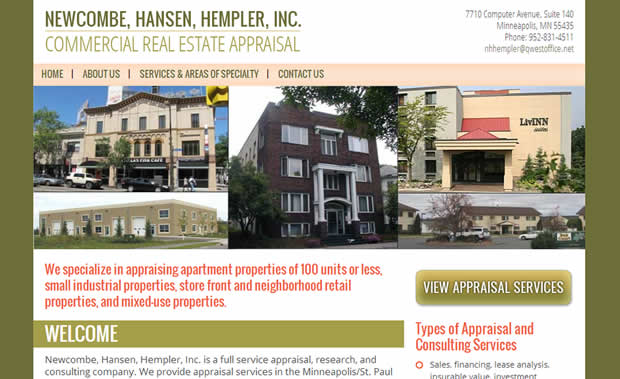 NEWCOMBE, HANSEN, HEMPLER, INC.
COMMERCIAL REAL ESTATE APPRAISAL
7710 Computer Avenue, Suite 140
Minneapolis, MN 55435
Phone: 952-831-4511
nhhempler@qwestoffice.net
HOME | ABOUT US | SERVICES & AREAS OF SPECIALTY | CONTACT US
LivINN
suites
We specialize in appraising apartment properties of 100 units or less,
small industrial properties, store front and neighborhood retail
properties, and mixed-use properties.
VIEW APPRAISAL SERVICES
WELCOME
Newcombe, Hansen, Hempler, Inc. is a full service appraisal, research, and
consulting company. We provide appraisal services in the Minneapolis/St. Paul
Types of Appraisal and
Consulting Services
Sales, financing, lease analysis,
insurable value, investment